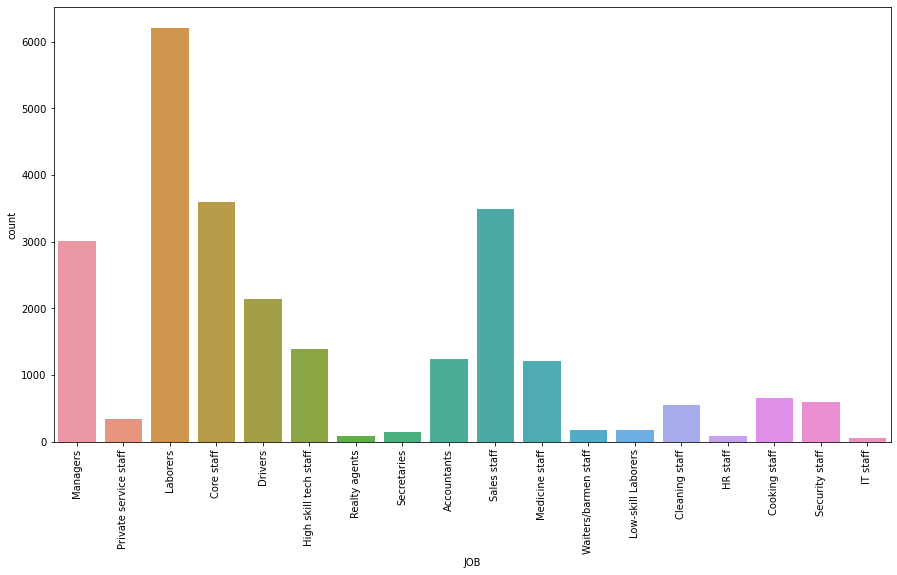 6000
5000
4000
3000
2000
1000
0
count
Managers
Private service staff
Laborers
Core staff
Drivers
High skill tech staff
Realty agents
Secretaries
Accountants
Sales staff
Medicine staff
Waiters/barmen staff
Low-skill Laborers
Cleaning staff
HR staff
Cooking staff
Security staff
IT staff
JOB